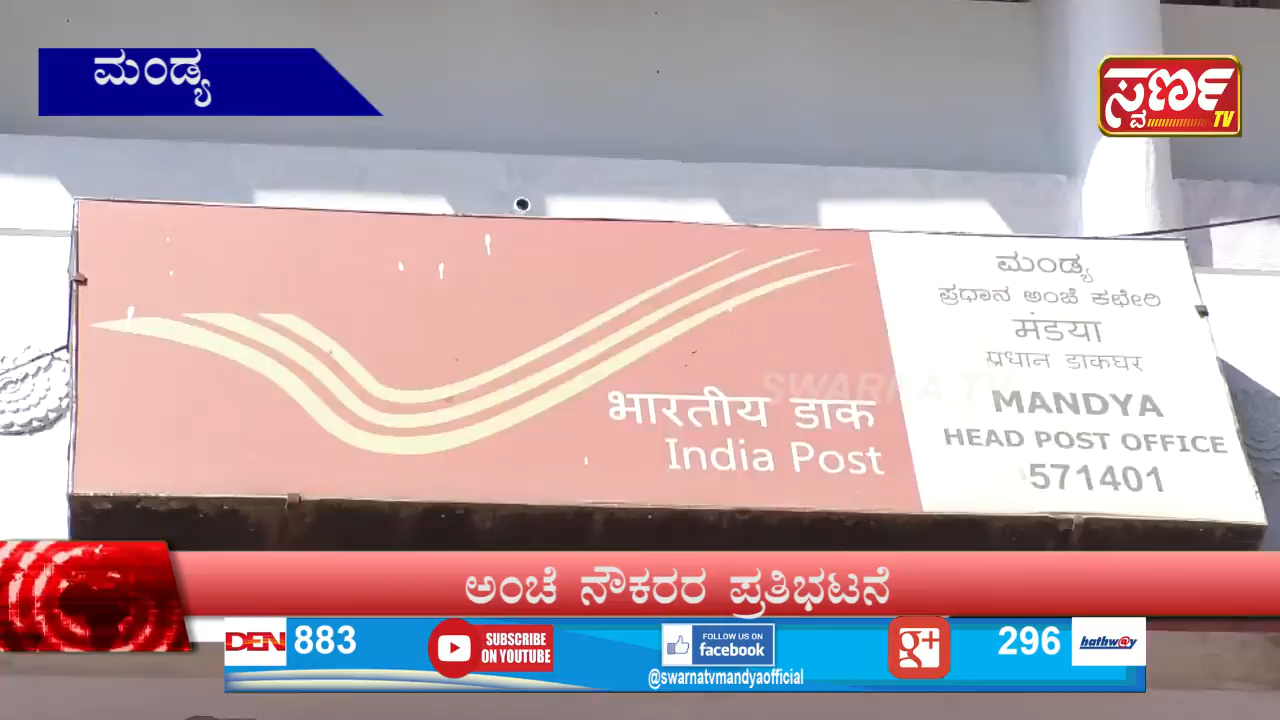 ಮಂಡ್ಯ
ಸ್ವರ್ಣ
TV
ಮಂಡ್ಯ
ಪ್ರಧಾನ ಅಂಚೆ ಕಛೇರಿ
मंडया
प्रधान डाकघर
MANDYA
HEAD POST OFFICE
571401
भारतीय डाक
India Post
SWARNA TV
ಅಂಚೆ ನೌಕರರ ಪ್ರತಿಭಟನೆ
DEN 883
SUBSCRIBE
ON YOUTUBE
FOLLOW US ON
facebook
@swarnatvmandyaofficial
g+
296 hathway